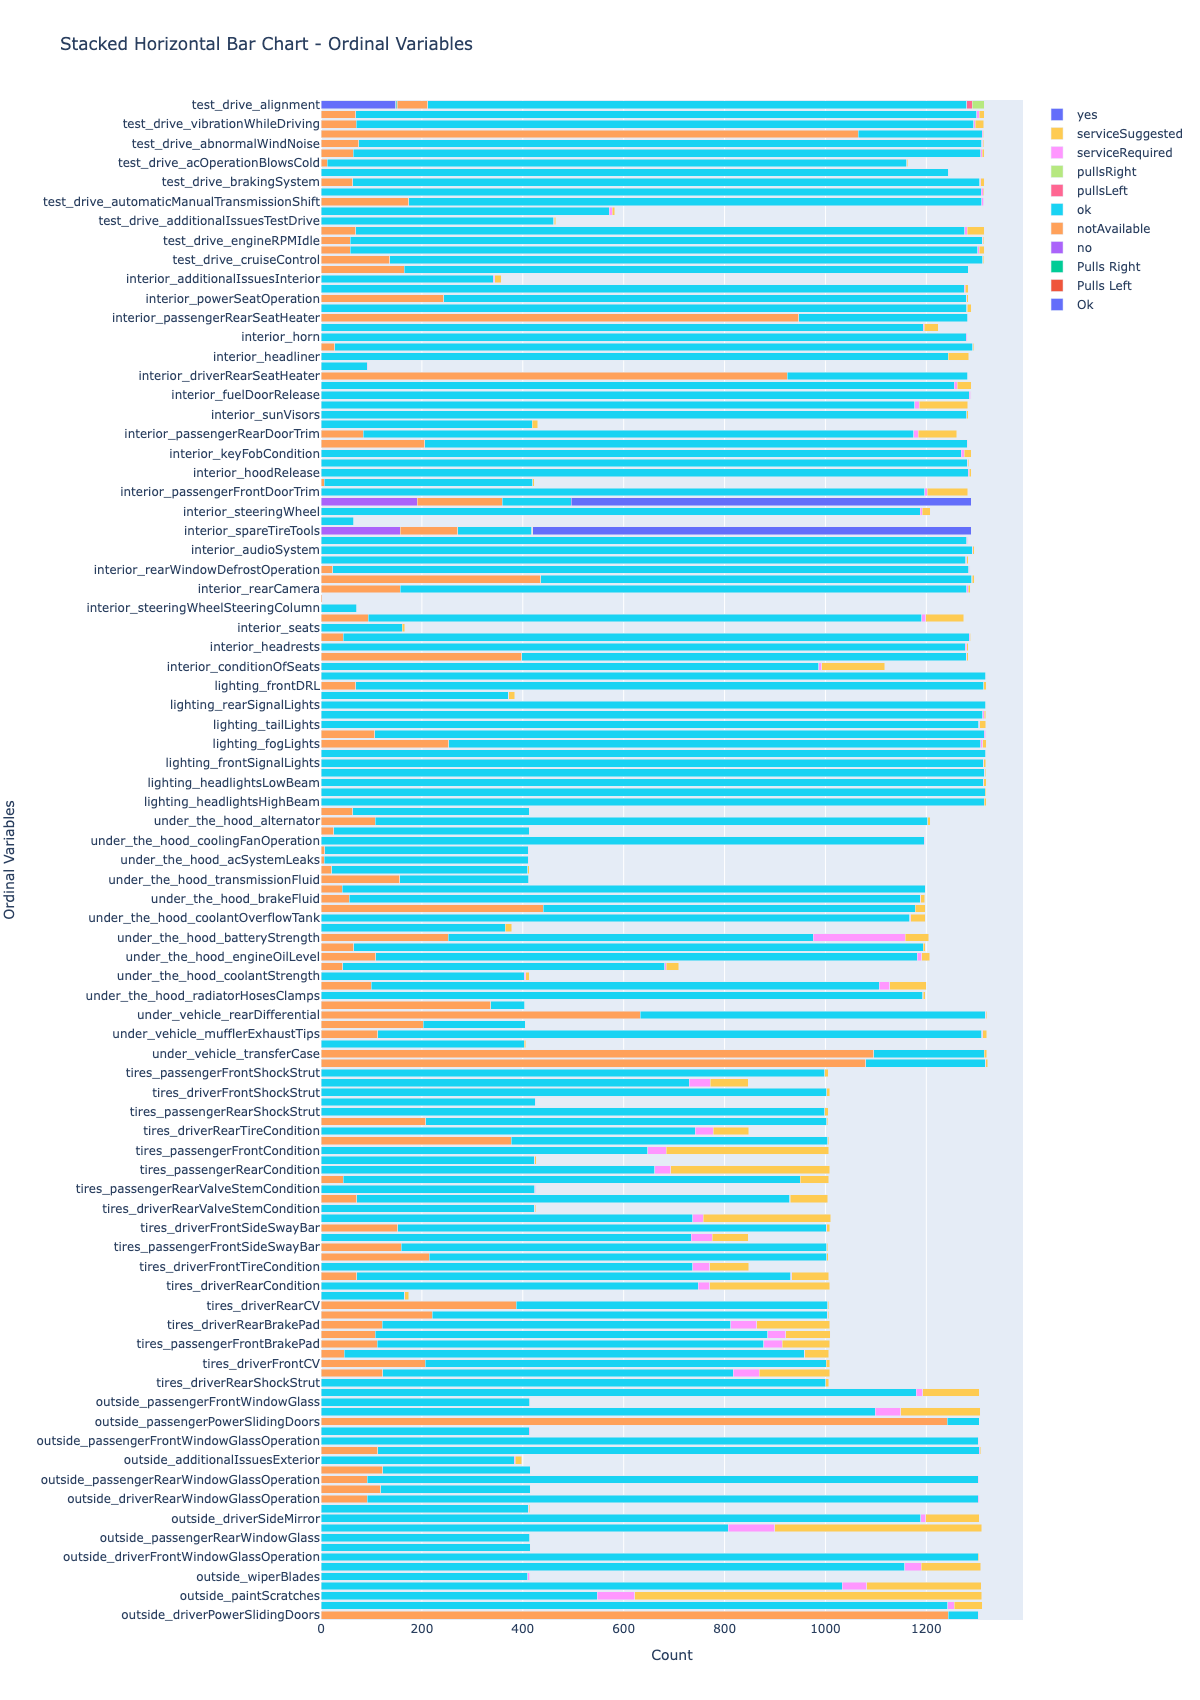 Stacked Horizontal Bar Chart - Ordinal Variables
test_drive_alignment
test_drive_vibrationWhileDriving
test_drive_abnormalWindNoise
test_drive_acOperationBlowsCold
test_drive_brakingSystem
test_drive_automaticManualTransmissionShift
test_drive_additionalIssuesTestDrive
test_drive_engineRPMIdle
test_drive_cruiseControl
interior_additionalIssuesInterior
interior_powerSeatOperation
interior_passengerRearSeatHeater
interior_horn
interior_headliner
interior_driverRearSeatHeater
interior_fuelDoorRelease
interior_sunVisors
interior_passengerRearDoorTrim
interior_keyFobCondition
interior_hoodRelease
interior_passengerFrontDoorTrim
interior_steeringWheel
interior_spareTireTools
interior_audioSystem
interior_rearWindowDefrostOperation
interior_rearCamera
interior_steeringWheelSteeringColumn
interior_seats
interior_headrests
interior_conditionOfSeats
lighting_frontDRL
lighting_rearSignalLights
lighting_tailLights
lighting_fogLights
lighting_frontSignalLights
lighting_headlightsLowBeam
lighting_headlightsHighBeam
under_the_hood_alternator
under_the_hood_coolingFanOperation
under_the_hood_acSystemLeaks
under_the_hood_transmissionFluid
under_the_hood_brakeFluid
under_the_hood_coolantOverflowTank
under_the_hood_batteryStrength
under_the_hood_engineOilLevel
under_the_hood_coolantStrength
under_the_hood_radiatorHosesClamps
under_vehicle_rearDifferential
under_vehicle_mufflerExhaustTips
under_vehicle_transferCase
tires_passengerFrontShockStrut
tires_driverFrontShockStrut
tires_passengerRearShockStrut
tires_driverRearTireCondition
tires_passengerFrontCondition
tires_passengerRearCondition
tires_passengerRearValveStemCondition
tires_driverRearValveStemCondition
tires_driverFrontSideSwayBar
tires_passengerFrontSideSwayBar
tires_driverFrontTireCondition
tires_driverRearCondition
tires_driverRearCV
tires_driverRearBrakePad
tires_passengerFrontBrakePad
tires_driverFrontCV
tires_driverRearShockStrut
outside_passengerFrontWindowGlass
outside_passengerPowerSlidingDoors
outside_passengerFrontWindowGlassOperation
outside_additionalIssuesExterior
outside_passengerRearWindowGlassOperation
outside_driverRearWindowGlassOperation
outside_driverSideMirror
outside_passengerRearWindowGlass
outside_driverFrontWindowGlassOperation
outside_wiperBlades
outside_paintScratches
outside_driverPowerSlidingDoors
0 200 400 600 800 1000 1200
Count
Ordinal Variables
yes
serviceSuggested
serviceRequired
pullsRight
pullsLeft
ok
notAvailable
no
Pulls Right
Pulls Left
Ok